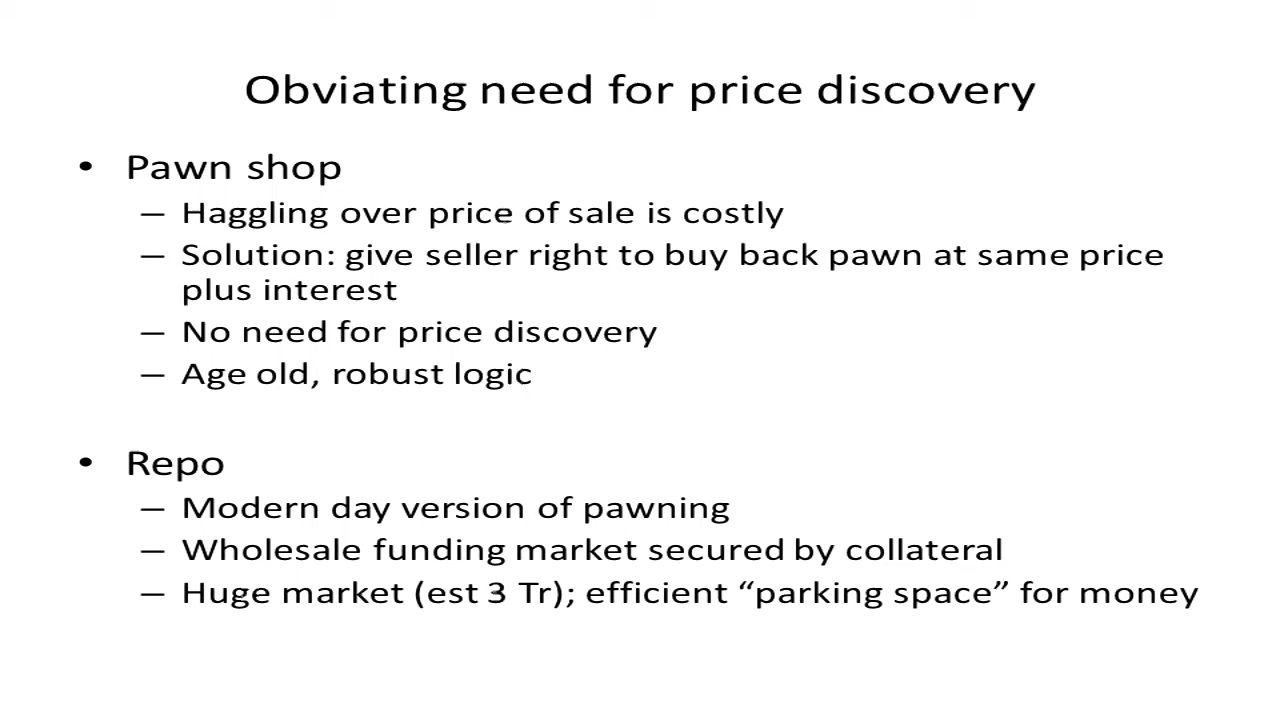 Obviating need for price discovery
• Pawn shop
– Haggling over price of sale is costly
– Solution: give seller right to buy back pawn at same price
plus interest
– No need for price discovery
– Age old, robust logic
• Repo
– Modern day version of pawning
– Wholesale funding market secured by collateral
– Huge market (est 3 Tr); efficient “parking space” for money